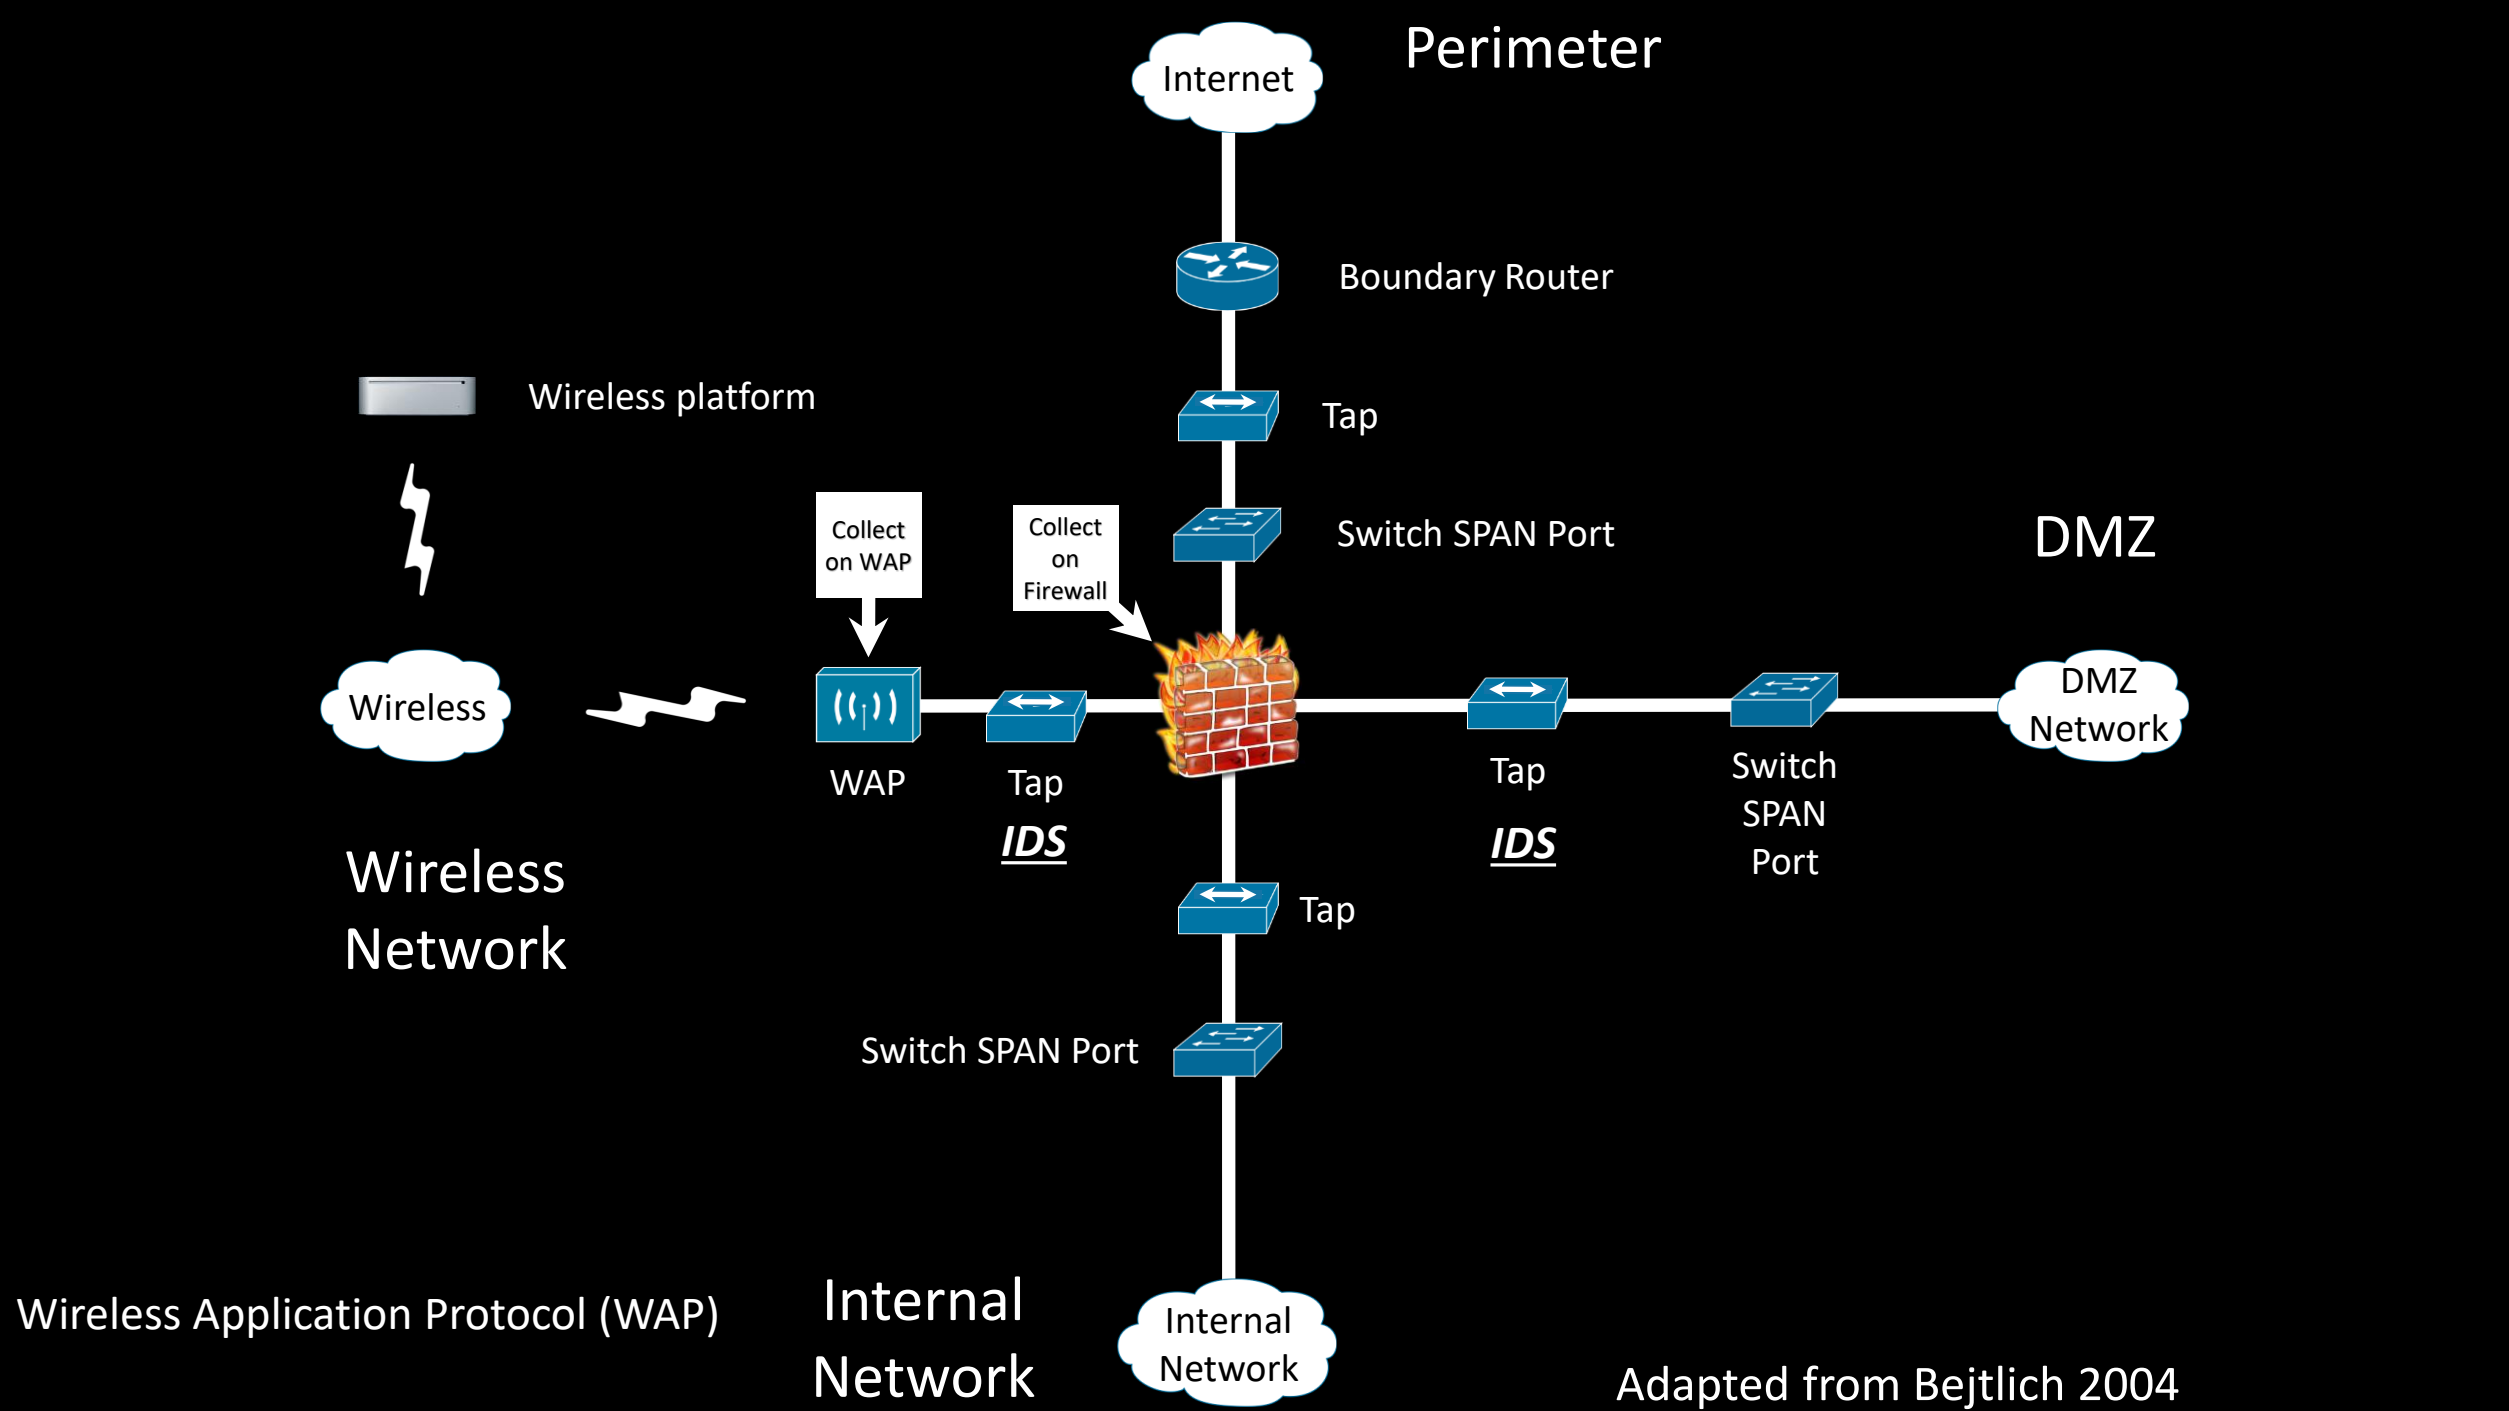 Internet
Perimeter
Boundary Router
Wireless platform
Tap
Collect
on WAP
Collect
on
Firewall
Switch SPAN Port
DMZ
Wireless
WAP
Tap
IDS
Tap
IDS
Switch
SPAN
Port
DMZ
Network
Wireless
Network
Tap
Switch SPAN Port
Wireless Application Protocol (WAP)
Internal
Network
Internal
Network
Adapted from Bejtlich 2004